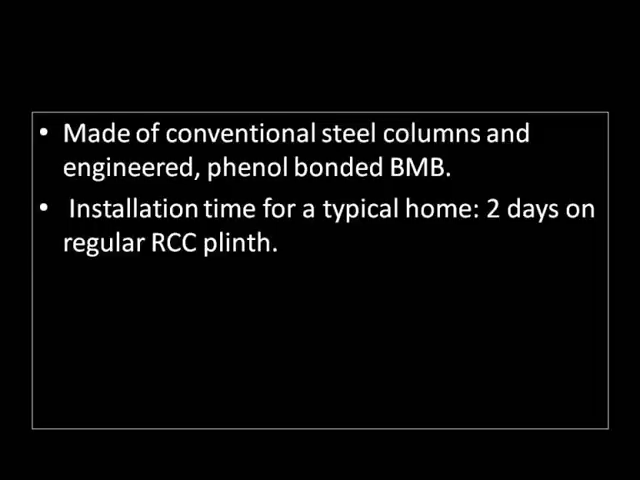 • Made of conventional steel columns and
engineered, phenol bonded BMB.
• Installation time for a typical home: 2 days on
regular RCC plinth.